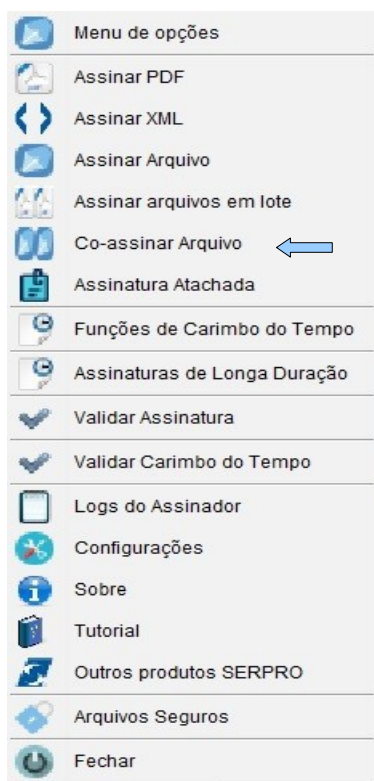 Menu de opções
Assinar PDF
Assinar XML
Assinar Arquivo
Assinar arquivos em lote
Co-assinar Arquivo
Assinatura Atachada
Funções de Carimbo do Tempo
Assinaturas de Longa Duração
Validar Assinatura
Validar Carimbo do Tempo
Logs do Assinador
Configurações
Sobre
Tutorial
Outros produtos SERPRO
Arquivos Seguros
Fechar